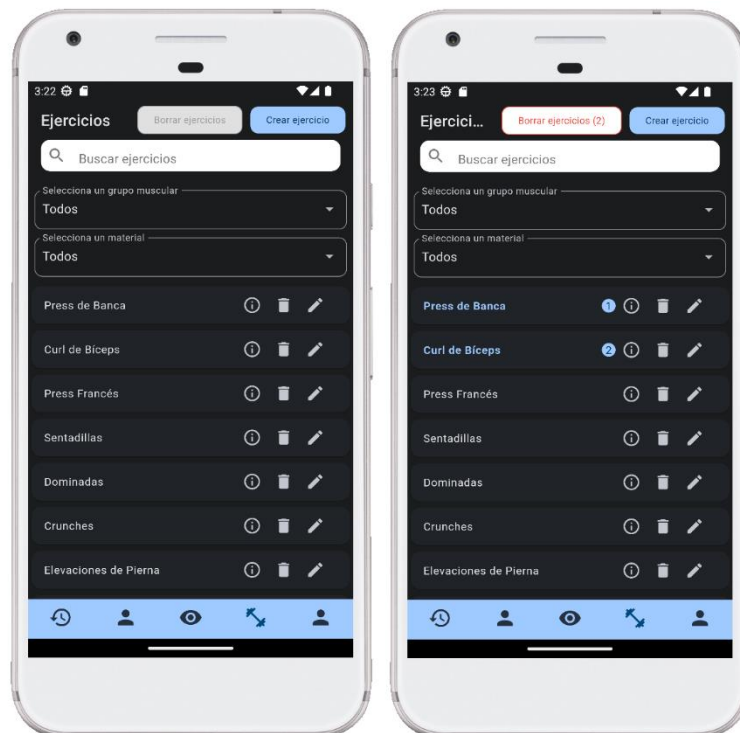 3:22
Ejercicios
Borrar ejercicios
Crear ejercicio
Buscar ejercicios
Selecciona un grupo muscular
Todos
Selecciona un material
Todos
Press de Banca
Curl de Bíceps
Press Francés
Sentadillas
Dominadas
Crunches
Elevaciones de Pierna
3:23
Ejercici...
Borrar ejercicios (2)
Crear ejercicio
Buscar ejercicios
Selecciona un grupo muscular
Todos
Selecciona un material
Todos
Press de Banca 1
Curl de Bíceps 2
Press Francés
Sentadillas
Dominadas
Crunches
Elevaciones de Pierna